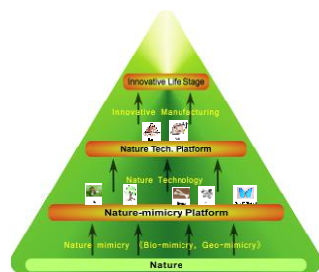 Innovative Life Stage
Innovative Manufacturing
Nature Tech. Platform
Nature Technology
Nature-mimicry Platform
Nature mimicry 《Bio-mimicry, Geo-mimicry》
Nature